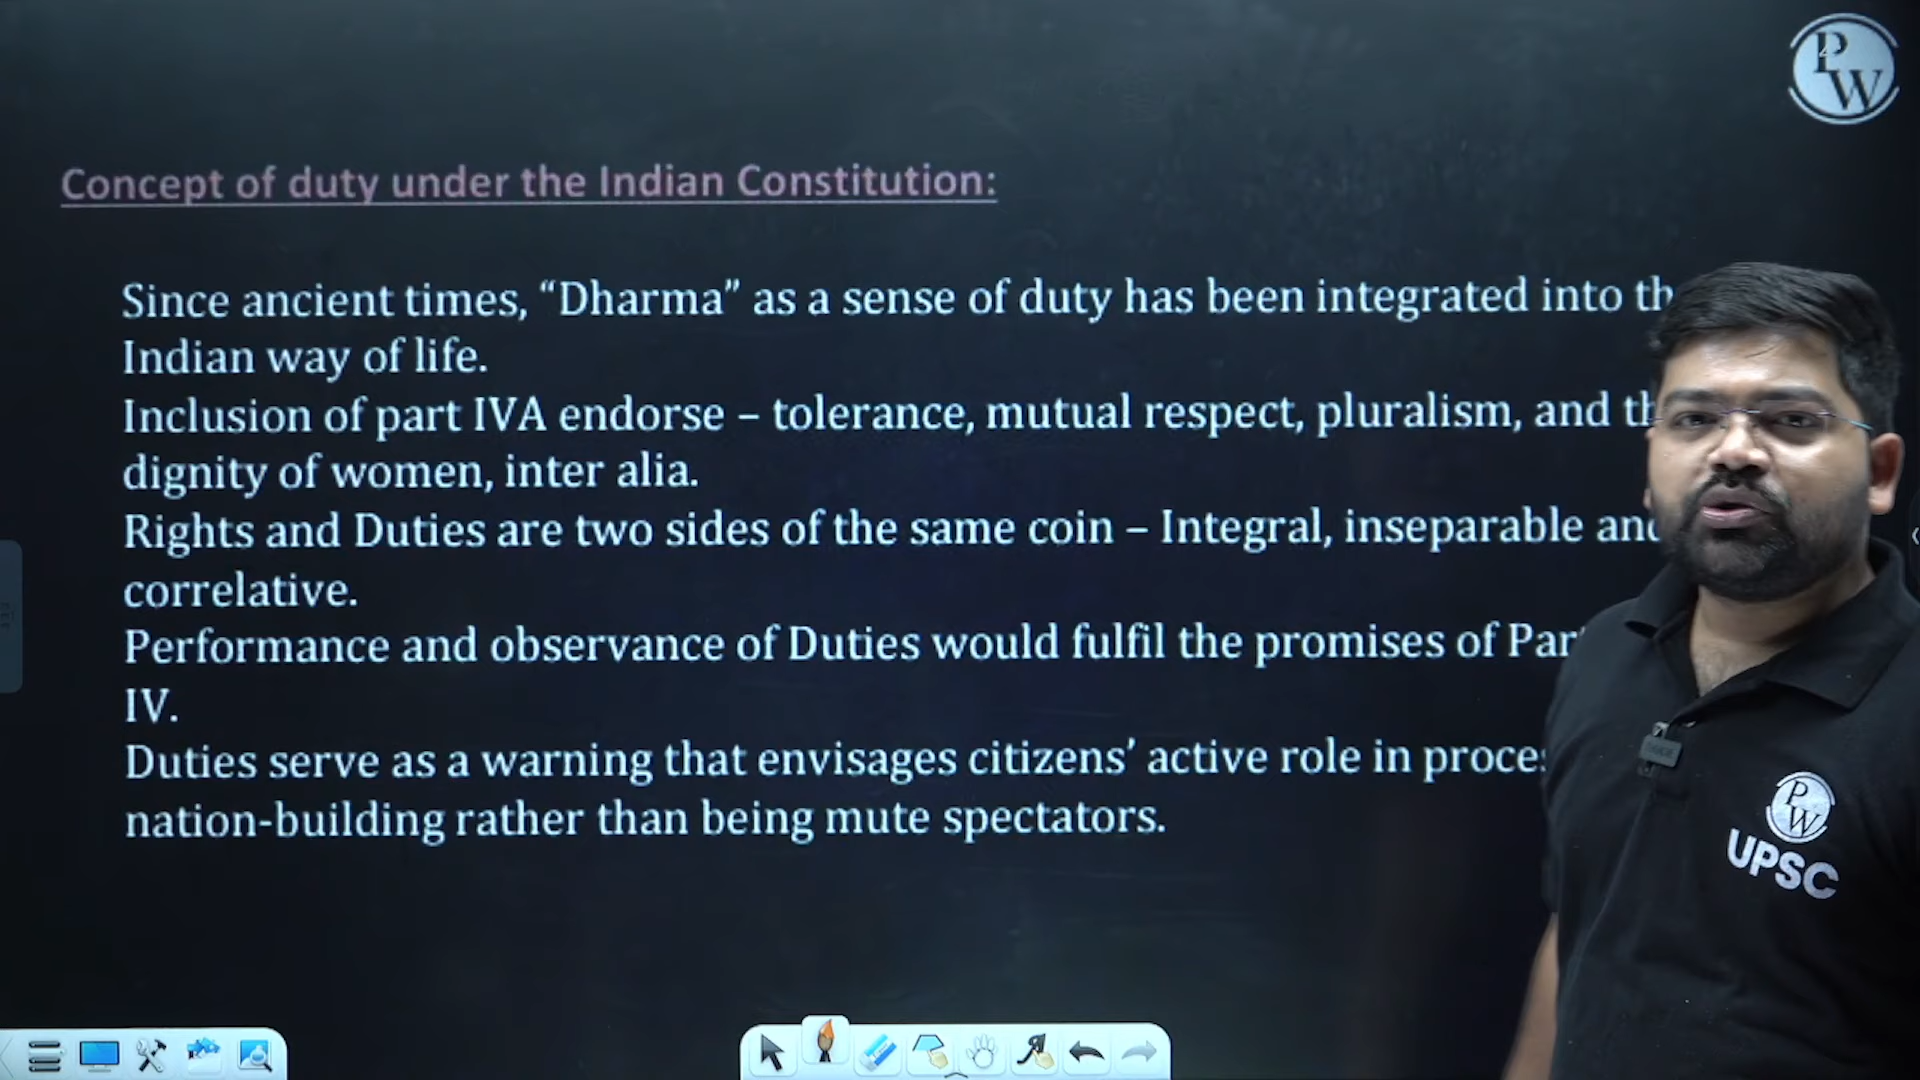 PW
Concept of duty under the Indian Constitution:
Since ancient times, “Dharma” as a sense of duty has been integrated into th
Indian way of life.
Inclusion of part IVA endorse – tolerance, mutual respect, pluralism, and th
dignity of women, inter alia.
Rights and Duties are two sides of the same coin – Integral, inseparable and
correlative.
Performance and observance of Duties would fulfil the promises of Par
IV.
Duties serve as a warning that envisages citizens’ active role in proces
nation-building rather than being mute spectators.
PW
UPSC